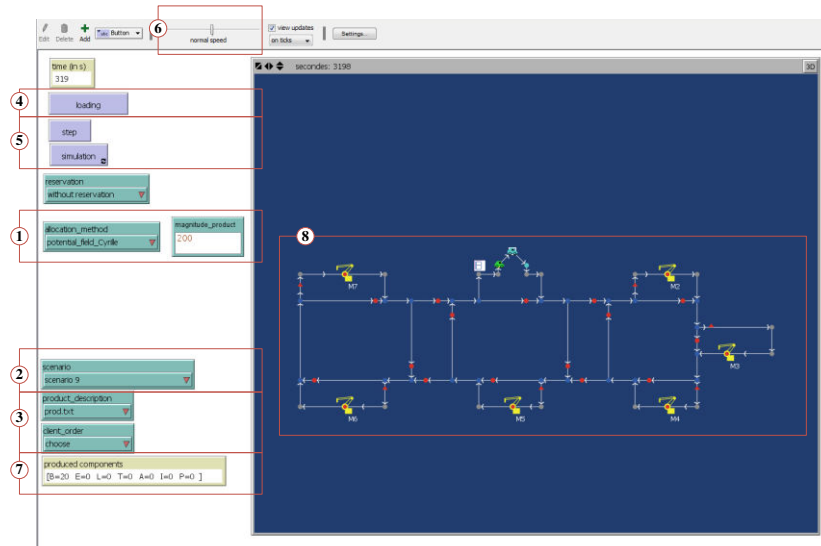 6
Edit Delete Add Button normal speed view updates on ticks Settings...
time (in s)
319
secondes: 3198 3D
4 loading
5 step
simulation
reservation
without reservation
1 allocation_method
potential_field_Cyrille
magnitude_product
200
8
M7 M2
M3
M6 M5 M4
2 scenario
scenario 9
3 product_description
prod.txt
client_order
choose
7 produced components
[B=20 E=0 L=0 T=0 A=0 I=0 P=0 ]